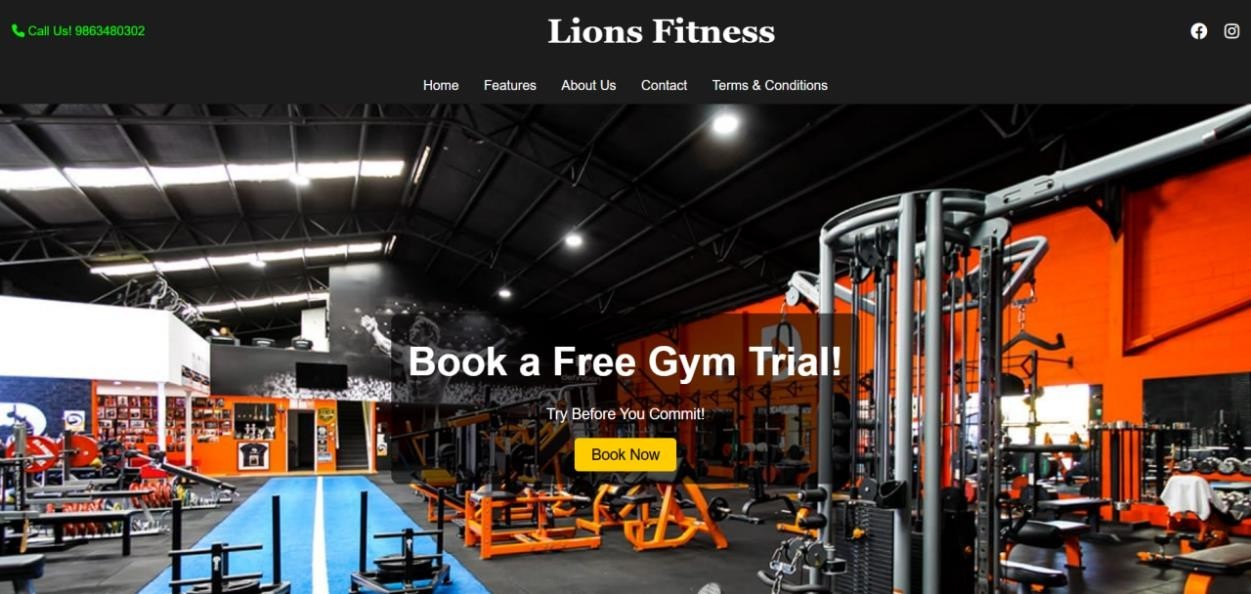 Call Us! 9863480302
Lions Fitness
Home Features About Us Contact Terms & Conditions
Book a Free Gym Trial!
Try Before You Commit!
Book Now